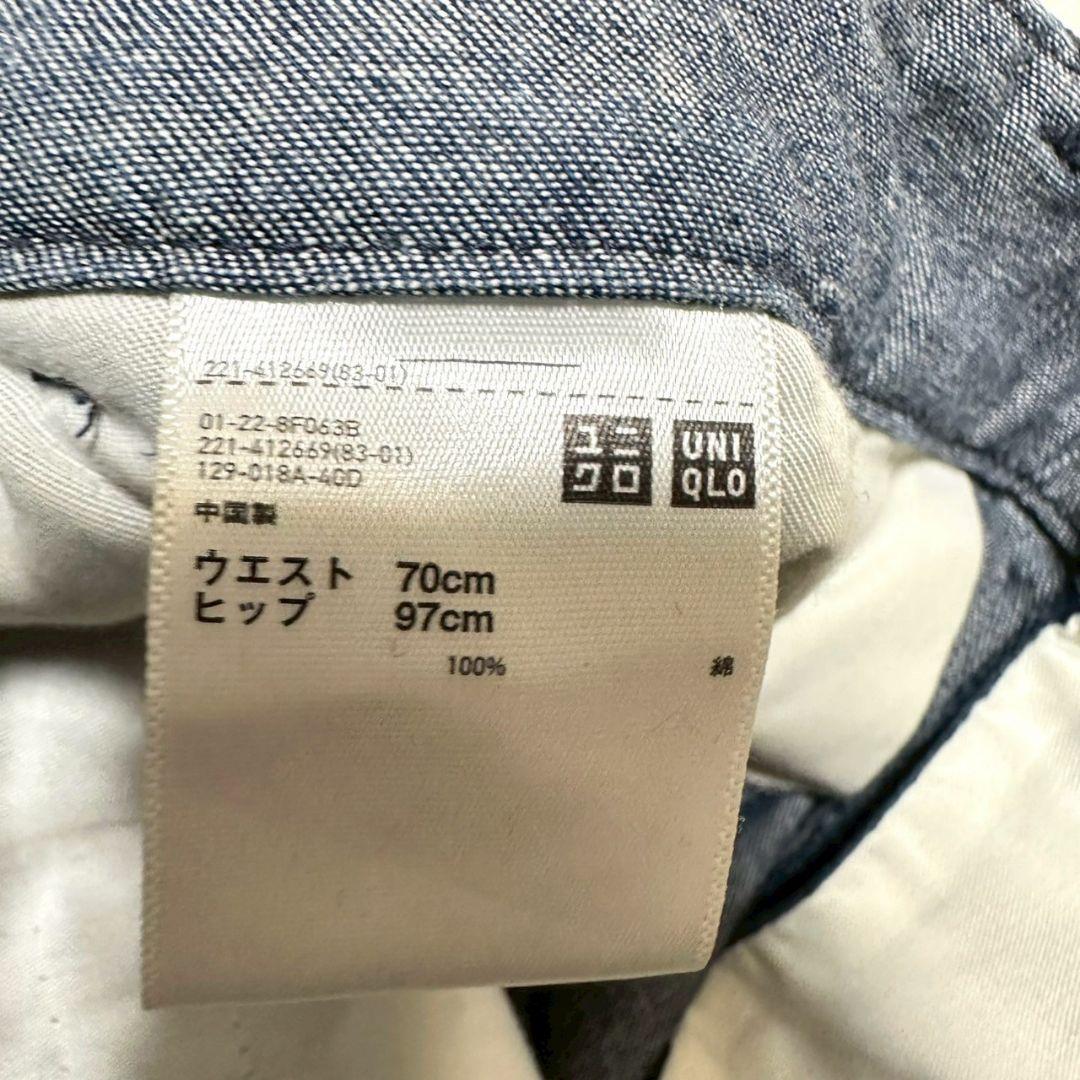 221-412669(83-01)
01-22-8F063B
221-412669(83-01)
129-018A-40D
ユニ
クロ
UNI
QLO
中国製
ウエスト 70cm
ヒップ 97cm
100% 綿